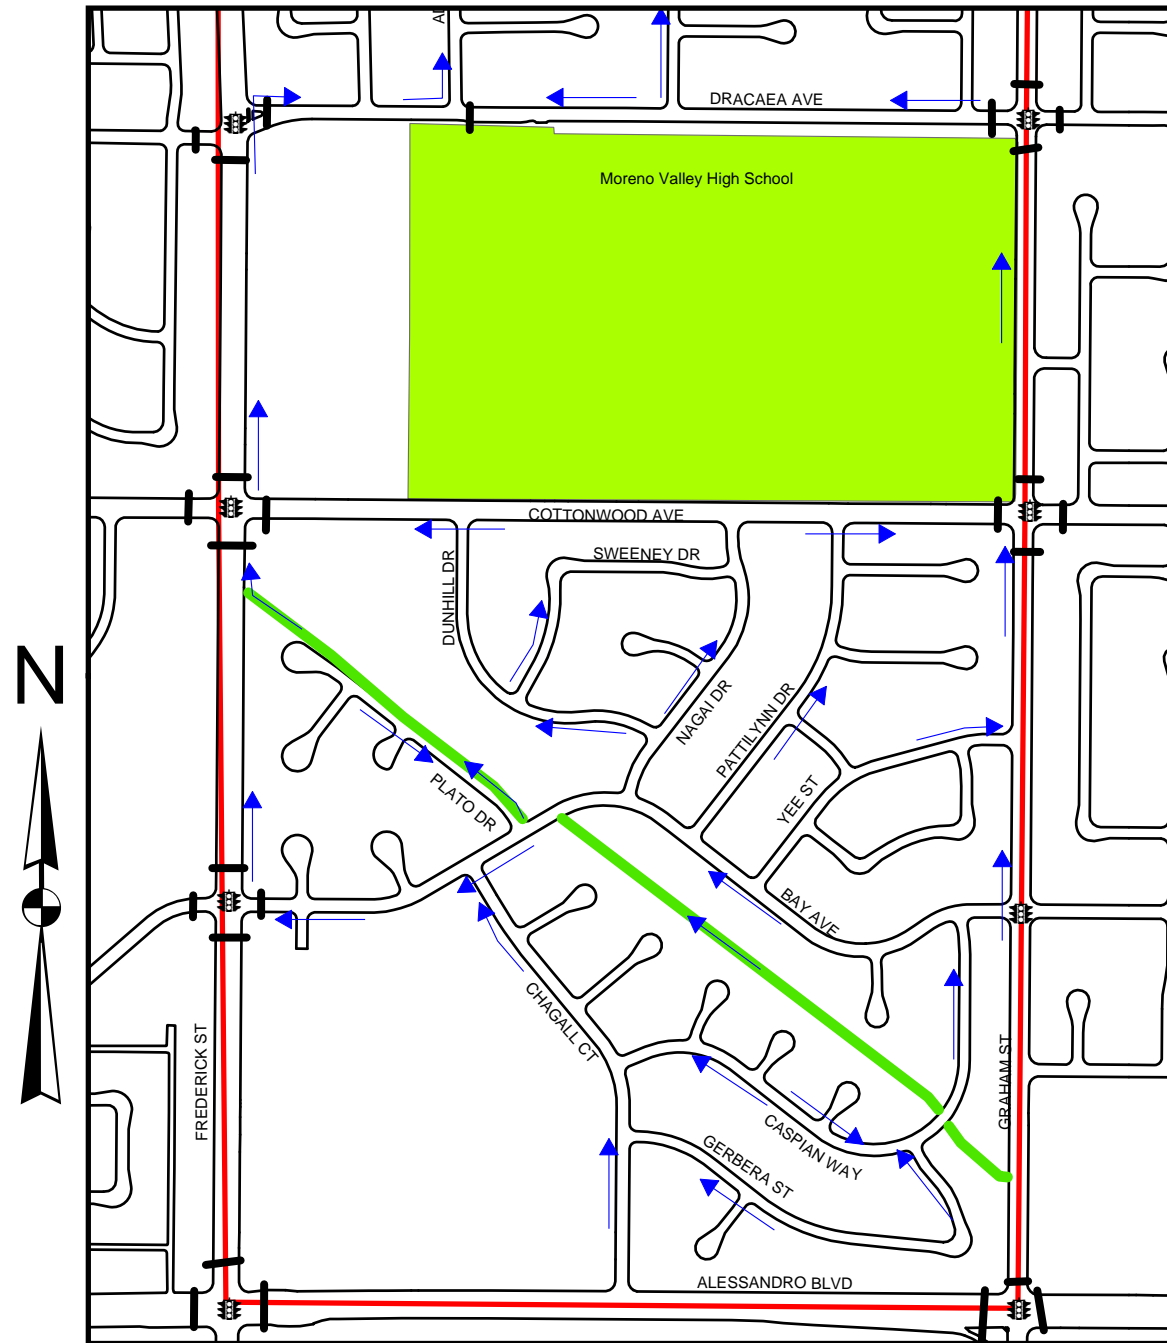 DRACAEA AVE
Moreno Valley High School
COTTONWOOD AVE
SWEENEY DR
DUNHILL DR
N
NAGAI DR
PATTILYNN DR
PLATO DR
YEE ST
BAY AVE
CHAGALL CT
FREDERICK ST
GRAHAM ST
CASPIAN WAY
GERBERA ST
ALESSANDRO BLVD